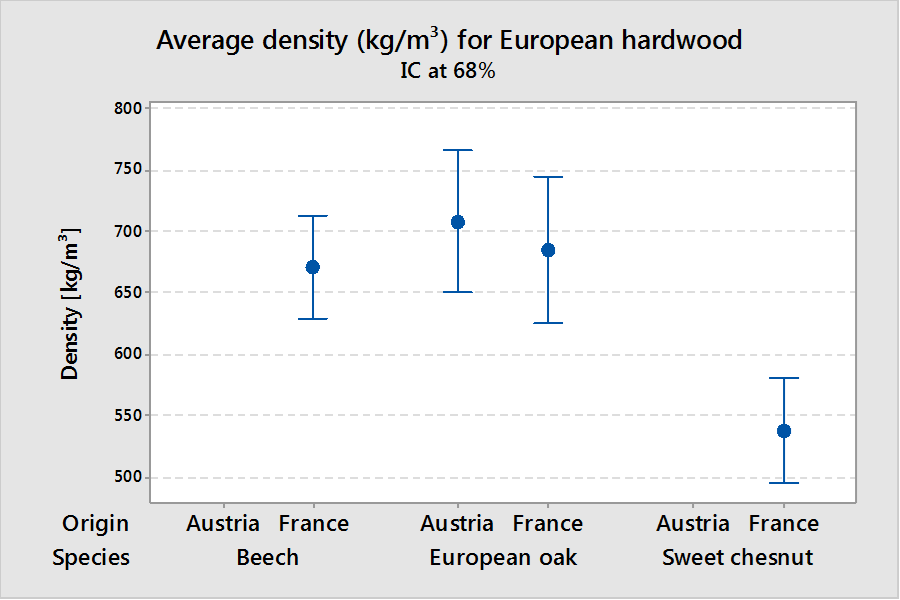 Average density (kg/m³) for European hardwood
IC at 68%
Density [kg/m³]
800
750
700
650
600
550
500
Origin Austria France Austria France Austria France
Species Beech European oak Sweet chesnut